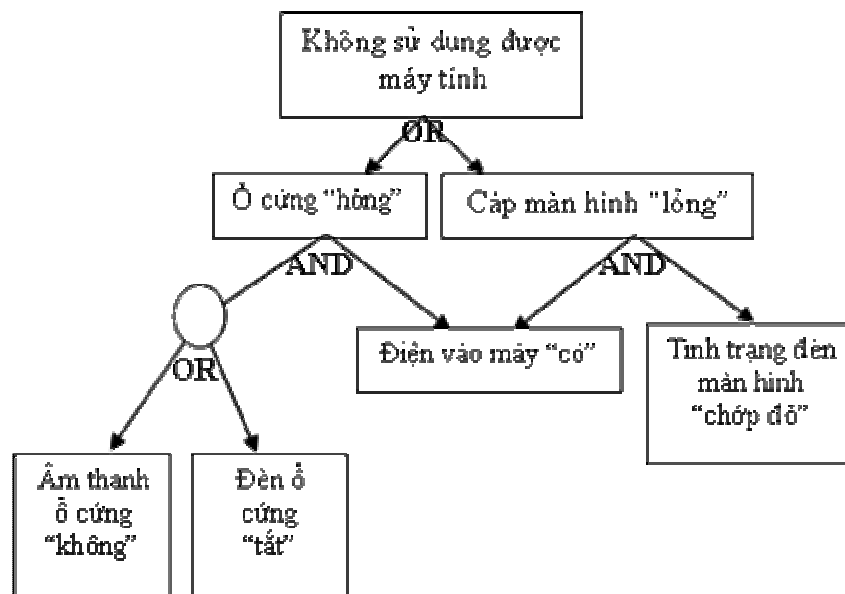 Không sử dung được
máy tính
OR
Ổ cứng “hỏng”
Cáp màn hình “lỏng”
AND
AND
Điện vào máy “có”
Tình trạng đèn
màn hình
“chớp đỏ”
OR
Âm thanh
ổ cứng
“không”
Đèn ổ
cứng
“tắt”